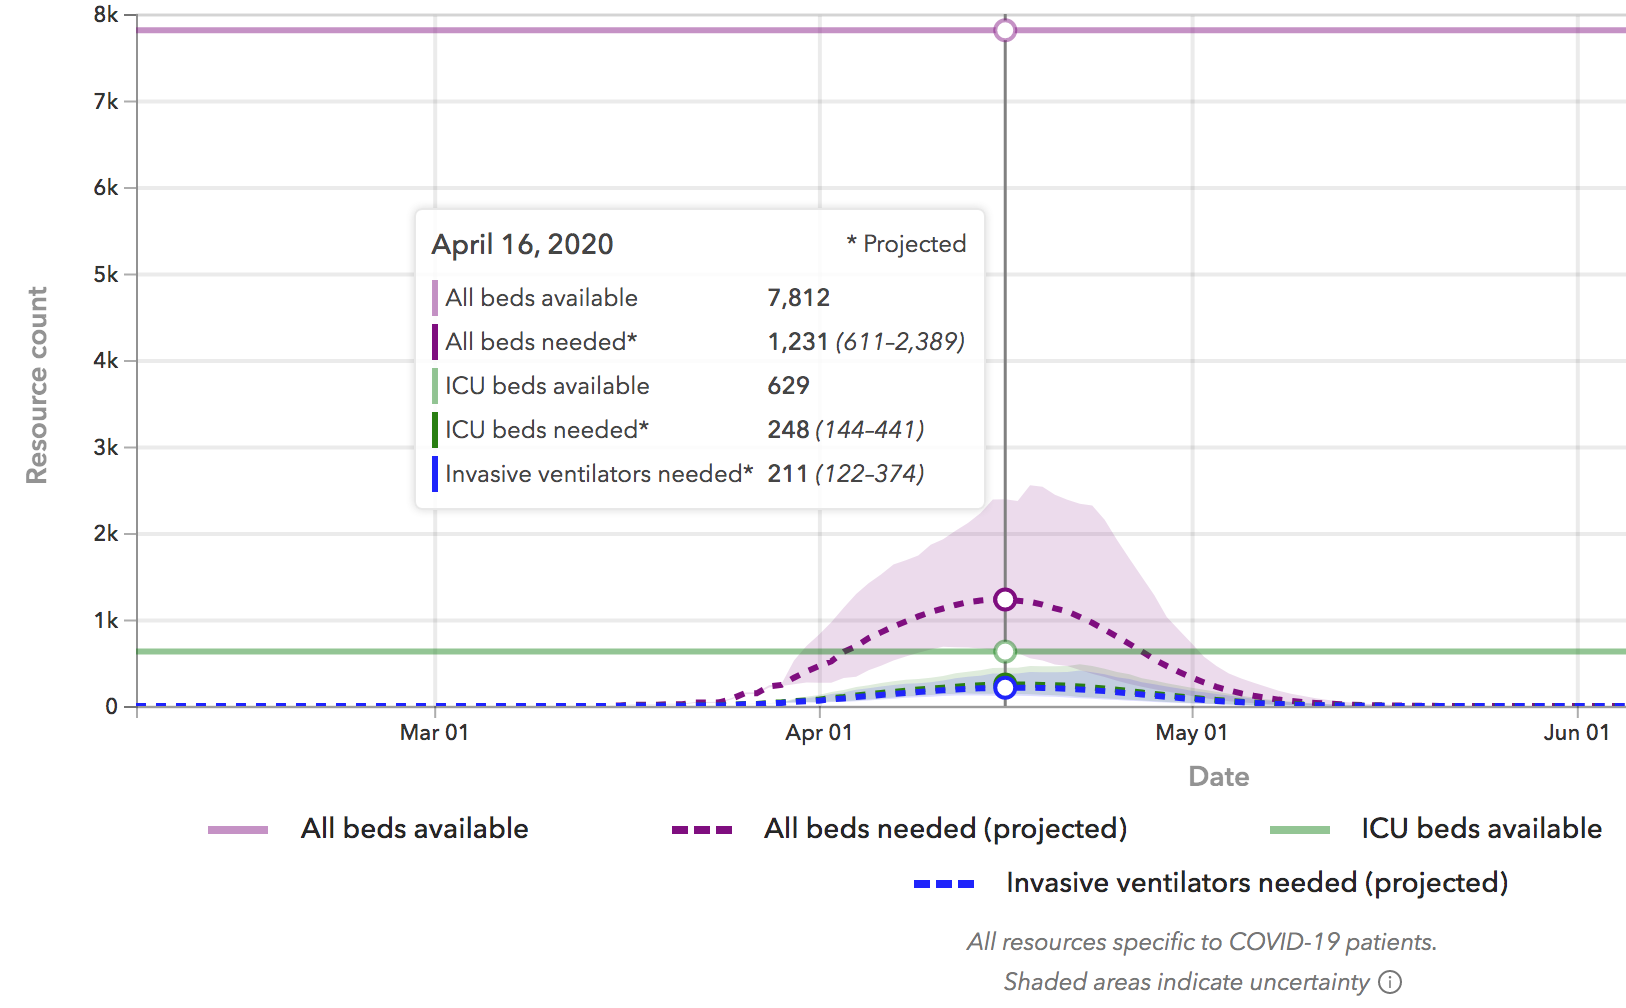 8k
7k
6k
5k
4k
3k
2k
1k
0
Resource count
April 16, 2020 * Projected
All beds available 7,812
All beds needed* 1,231 (611–2,389)
ICU beds available 629
ICU beds needed* 248 (144–441)
Invasive ventilators needed* 211 (122–374)
Mar 01 Apr 01 May 01 Jun 01
Date
All beds available All beds needed (projected) ICU beds available
Invasive ventilators needed (projected)
All resources specific to COVID-19 patients.
Shaded areas indicate uncertainty ⓘ